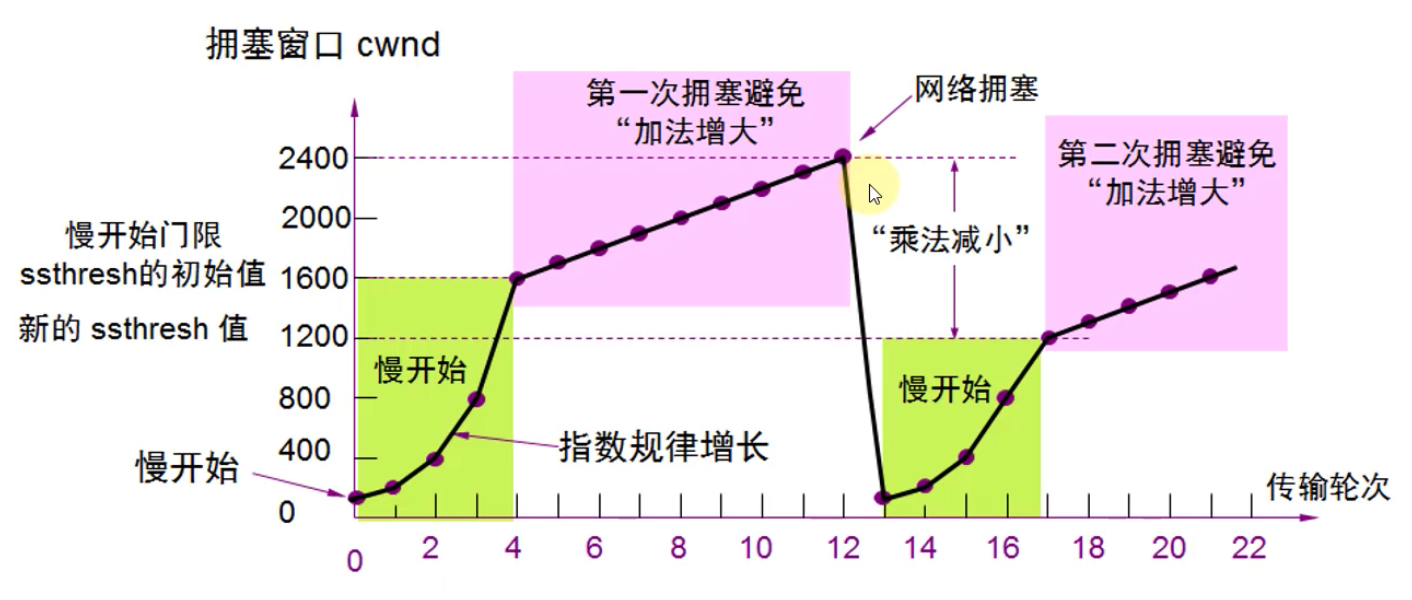 拥塞窗口 cwnd
第一次拥塞避免
“加法增大”
网络拥塞
第二次拥塞避免
“加法增大”
2400
2000
“乘法减小”
慢开始门限
ssthresh的初始值
1600
新的 ssthresh 值
1200
慢开始
慢开始
800
400
指数规律增长
慢开始
传输轮次
0
0 2 4 6 8 10 12 14 16 18 20 22